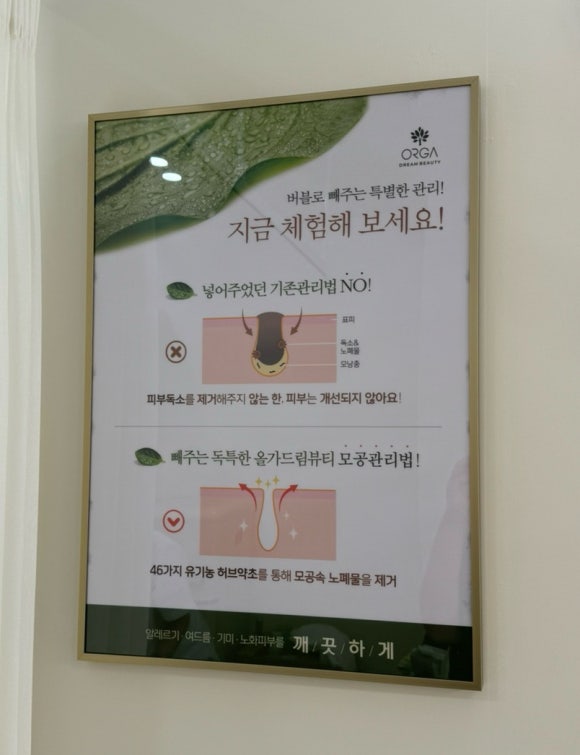 ORGA
DREAM BEAUTY
버블로 빼주는 특별한 관리!
지금 체험해 보세요!
넣어주었던 기존관리법 NO!
표피
독소&
노폐물
모낭충
피부독소를 제거해주지 않는 한, 피부는 개선되지 않아요!
빼주는 독특한 올가드림뷰티 모공관리법!
46가지 유기농 허브약초를 통해 모공속 노폐물을 제거
알레르기 · 여드름 · 기미 · 노화피부를 깨/끗/하/게